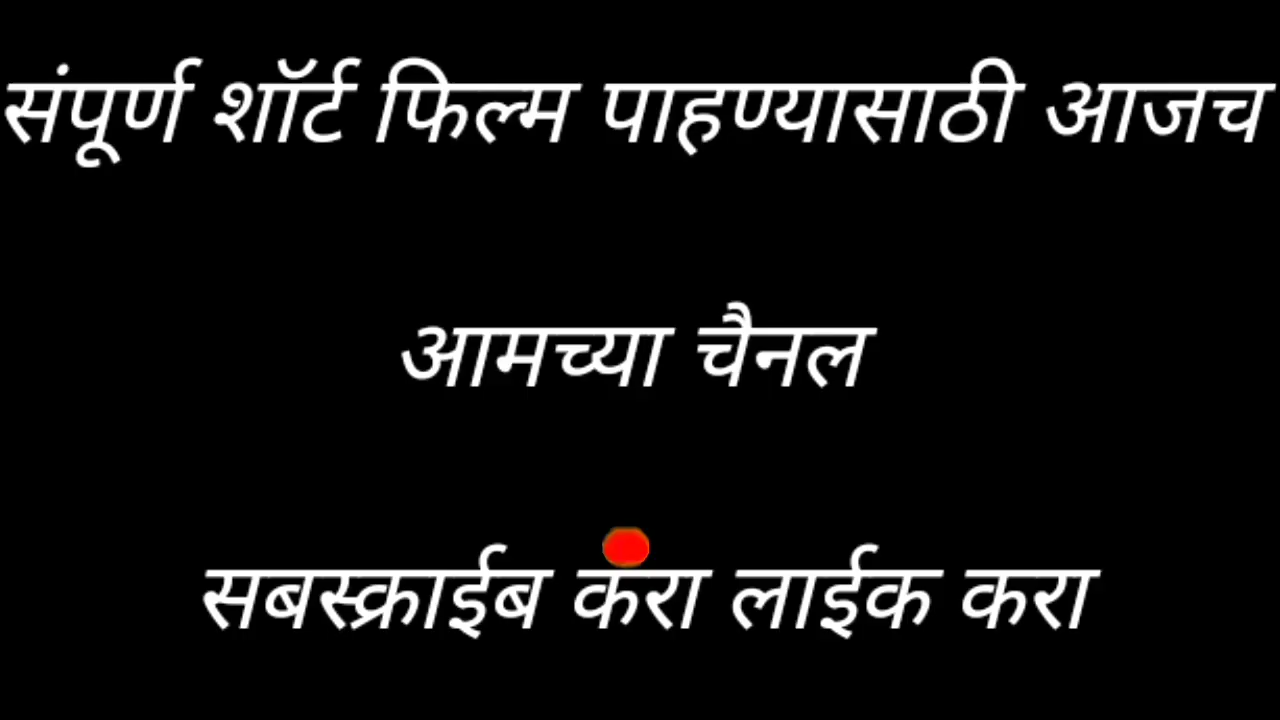 संपूर्ण शॉर्ट फिल्म पाहण्यासाठी आजच
आमच्या चैनल
सबस्क्राईब करा लाईक करा